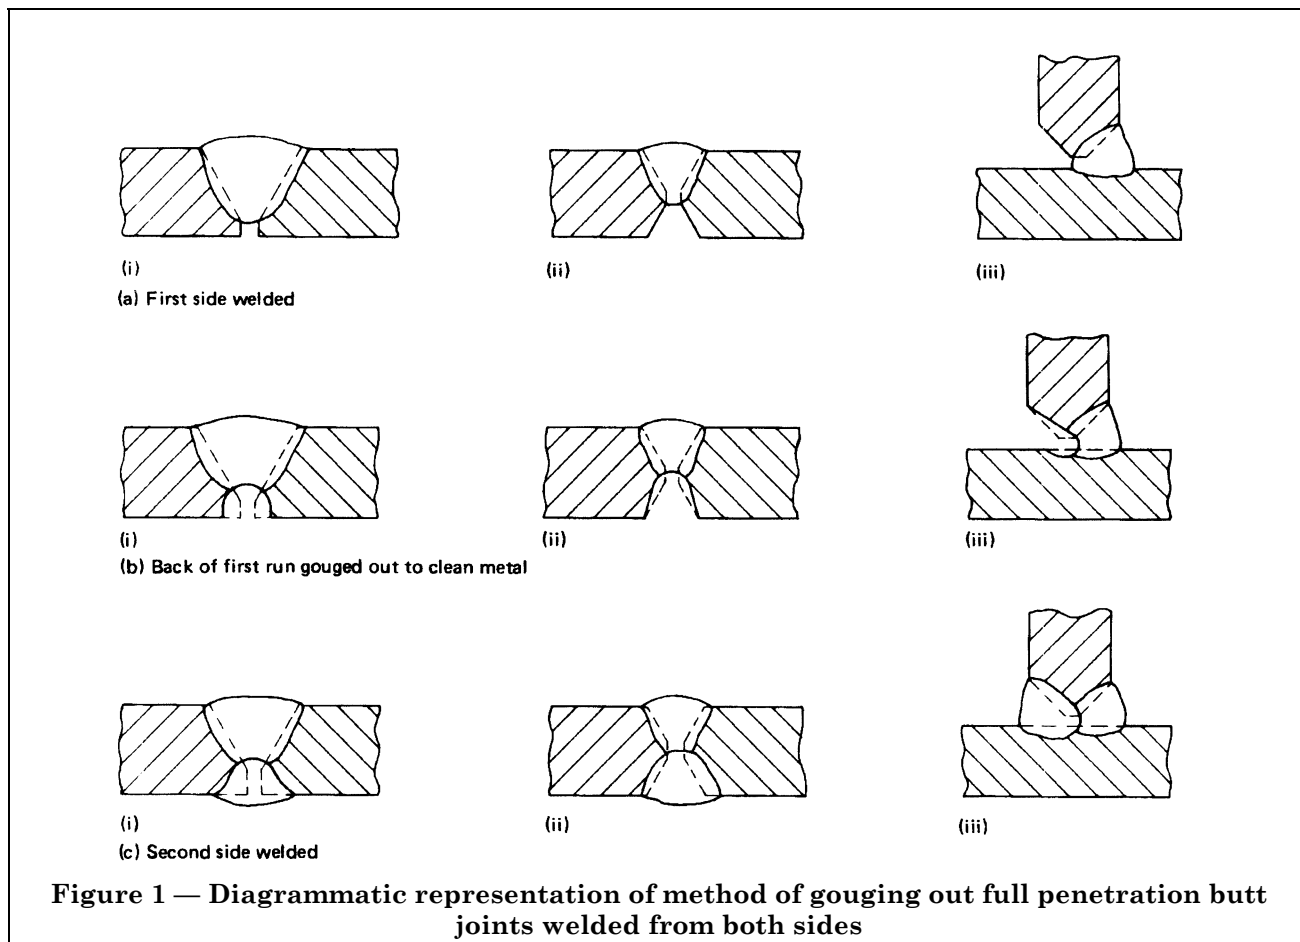 (i)
(ii)
(iii)
(a) First side welded
(i)
(ii)
(iii)
(b) Back of first run gouged out to clean metal
(i)
(ii)
(iii)
(c) Second side welded
Figure 1 — Diagrammatic representation of method of gouging out full penetration butt
joints welded from both sides